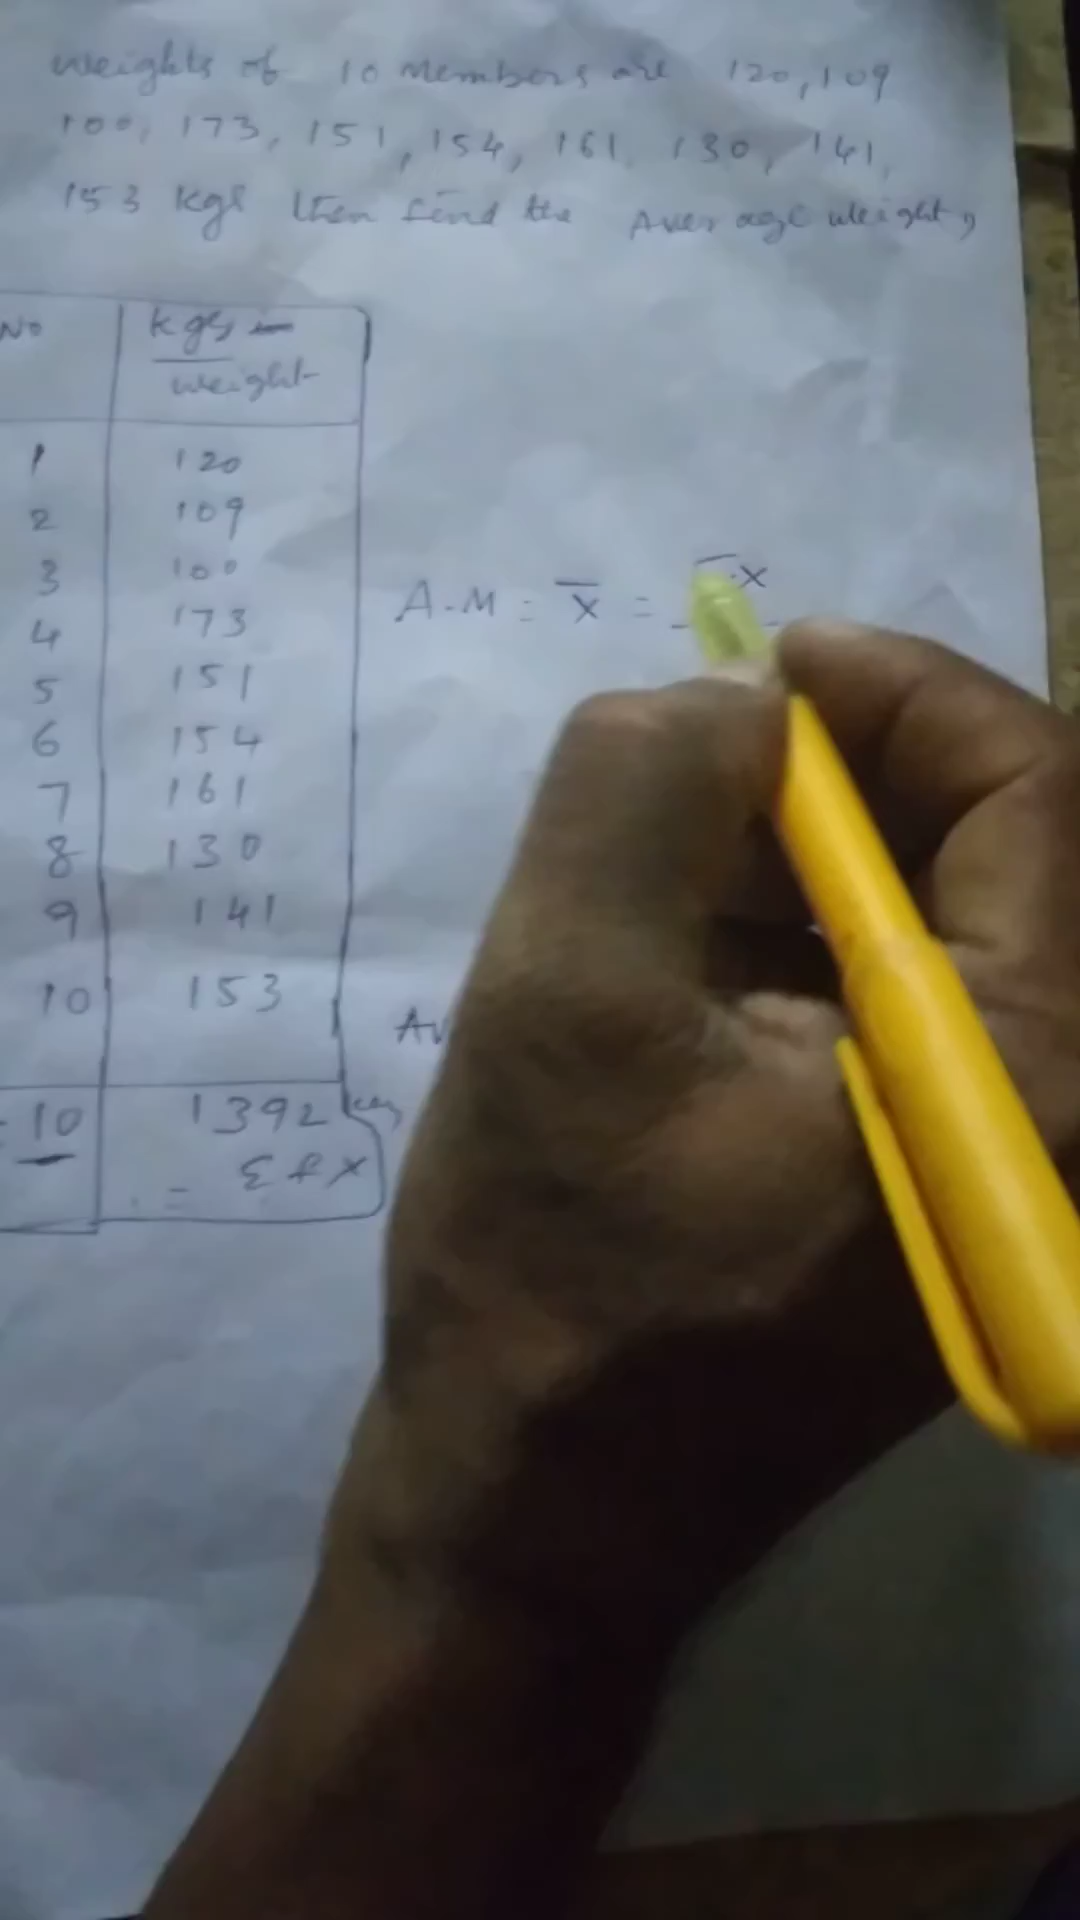 weights of 10 members are 120, 109
100, 173, 151, 154, 161, 130, 141,
153 kgs then find the Average weight,
No kgs
weight
1 120
2 109
3 100
4 173
5 151
6 154
7 161
8 130
9 141
10 153
10 1392 kgs
= Σfx
A.M = x̄ = x
Av